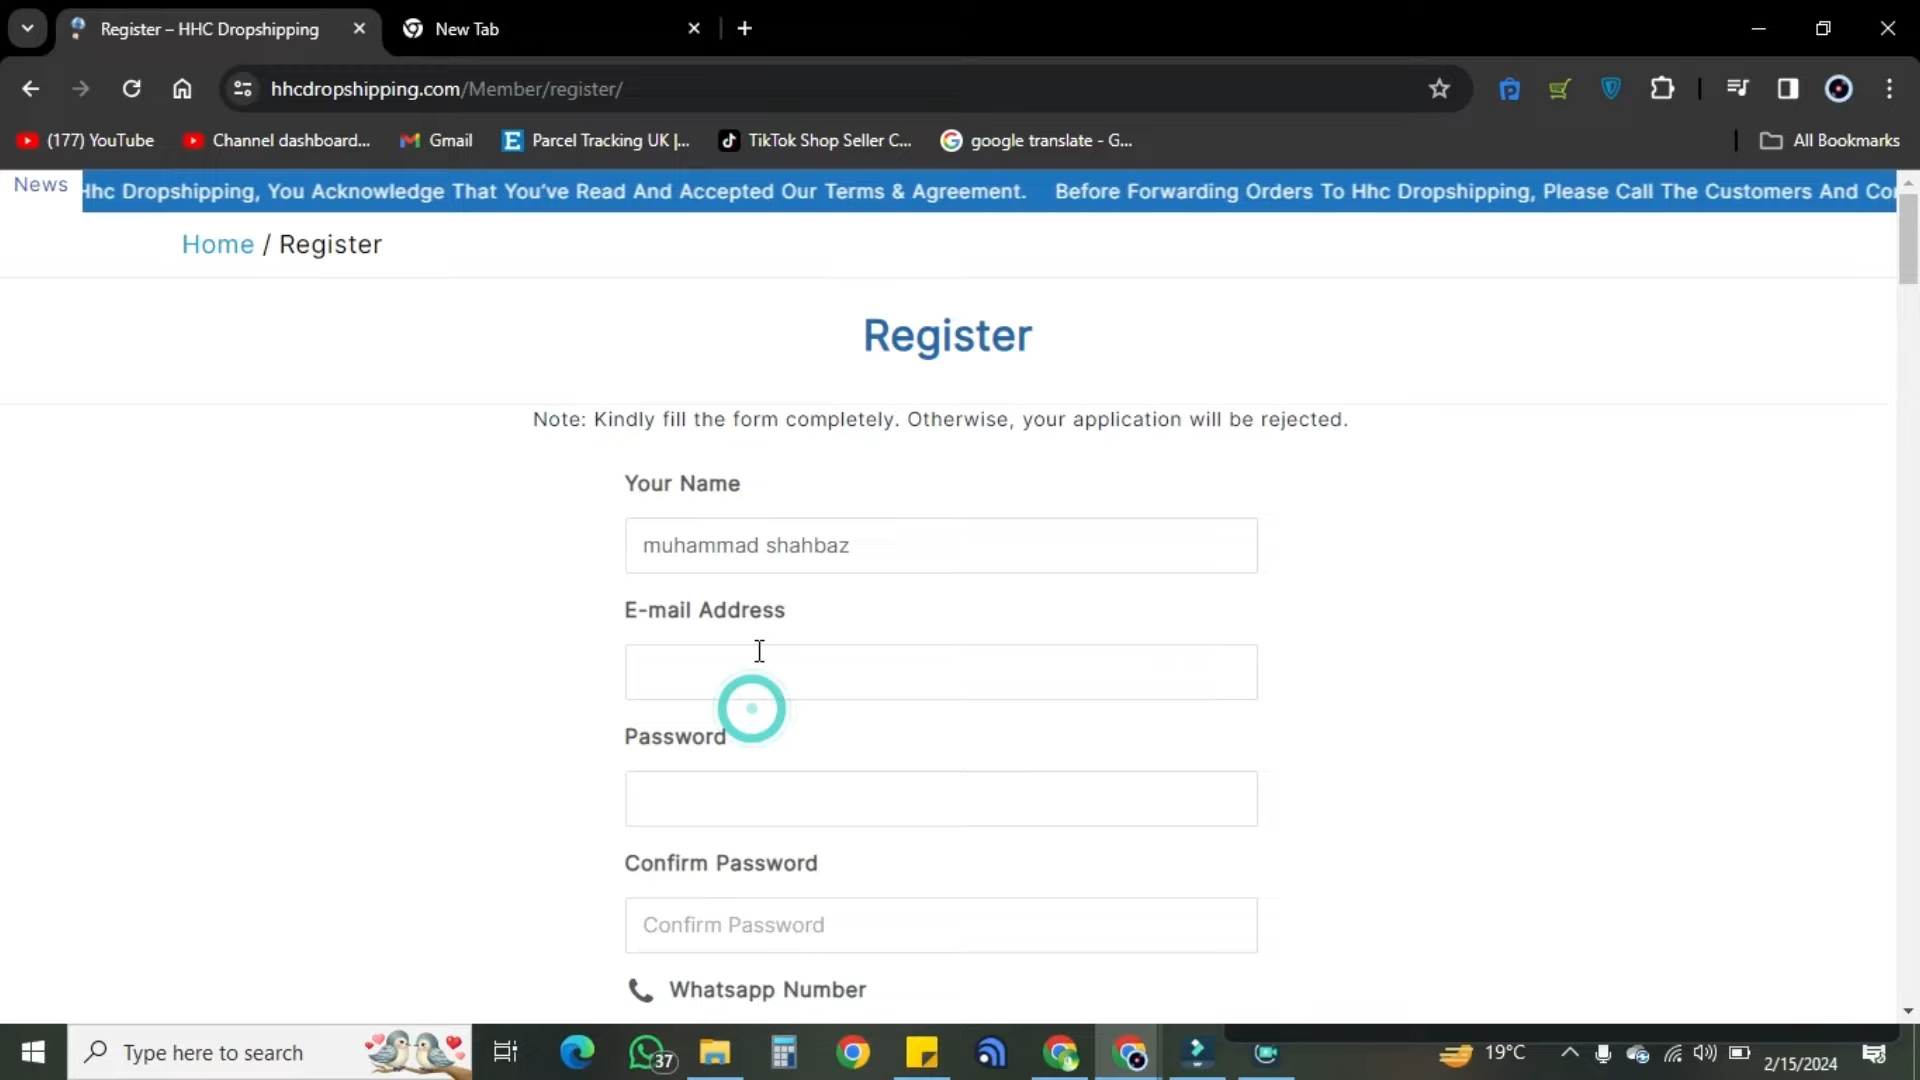 Register – HHC Dropshipping
New Tab
hhcdropshipping.com/Member/register/
(177) YouTube
Channel dashboard...
Gmail
Parcel Tracking UK |...
TikTok Shop Seller C...
google translate - G...
All Bookmarks
News
Hhc Dropshipping, You Acknowledge That You've Read And Accepted Our Terms & Agreement. Before Forwarding Orders To Hhc Dropshipping, Please Call The Customers And Con
Home / Register
Register
Note: Kindly fill the form completely. Otherwise, your application will be rejected.
Your Name
muhammad shahbaz
E-mail Address
Password
Confirm Password
Confirm Password
Whatsapp Number
Type here to search
37
19°C
2/15/2024